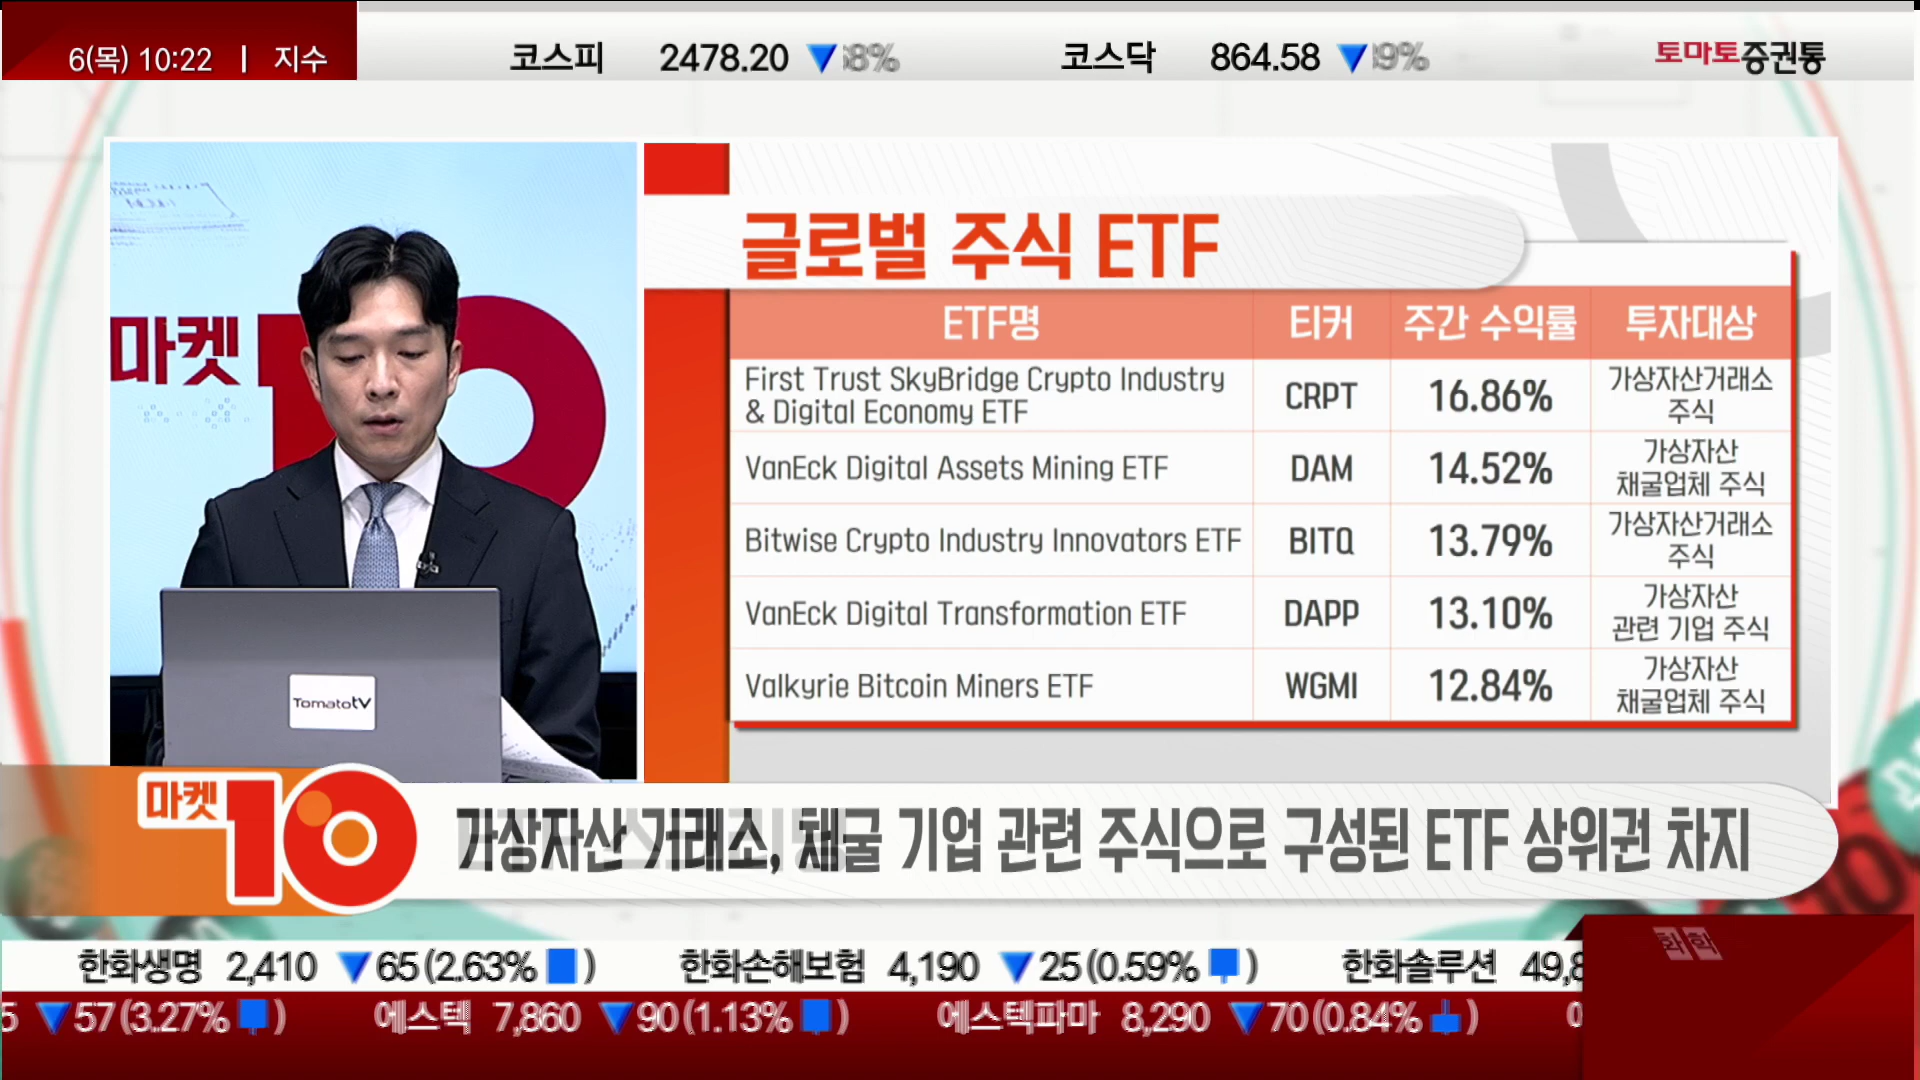 6(목) 10:22 | 지수
코스피 2478.20 ▼
코스닥 864.58 ▼
토마토증권통
글로벌 주식 ETF
ETF명 티커 주간 수익률 투자대상
First Trust SkyBridge Crypto Industry
& Digital Economy ETF
CRPT 16.86%
가상자산거래소
주식
VanEck Digital Assets Mining ETF DAM 14.52%
가상자산
채굴업체 주식
Bitwise Crypto Industry Innovators ETF BITQ 13.79%
가상자산거래소
주식
VanEck Digital Transformation ETF DAPP 13.10%
가상자산
관련 기업 주식
Valkyrie Bitcoin Miners ETF WGMI 12.84%
가상자산
채굴업체 주식
마켓 10
TomatoTV
마켓 10
가상자산 거래소, 채굴 기업 관련 주식으로 구성된 ETF 상위권 차지
한화생명 2,410 ▼65(2.63%) 한화손해보험 4,190 ▼25(0.59%) 한화솔루션 49,8
화학
5 ▼57(3.27%) 에스텍 7,860 ▼90(1.13%) 에스텍파마 8,290 ▼70(0.84%)